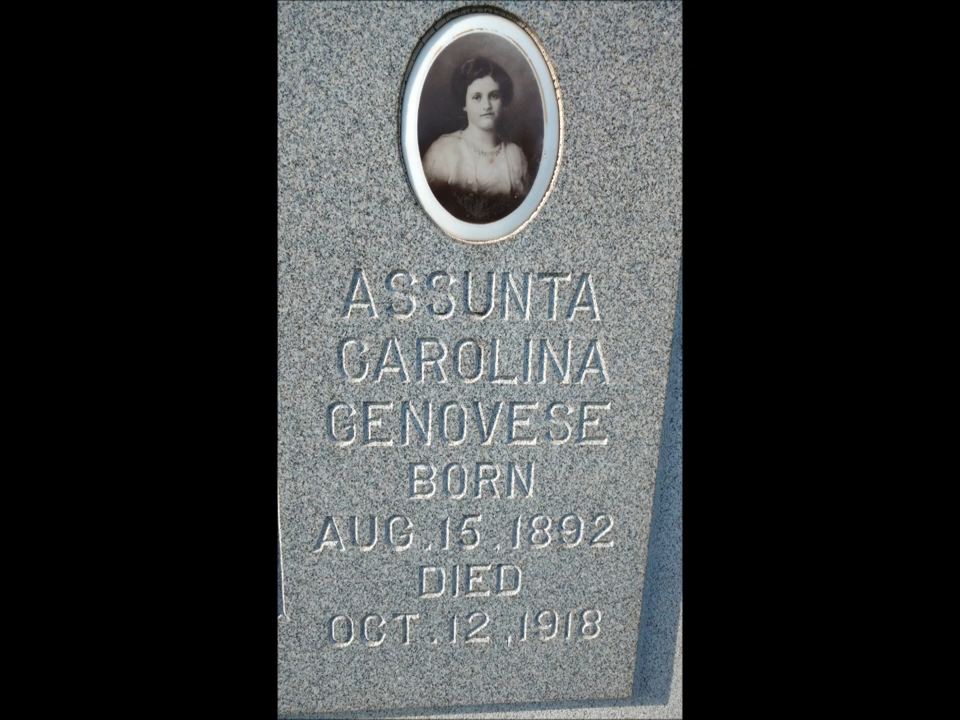 ASSUNTA
CAROLINA
GENOVESE
BORN
AUG. 15, 1892
DIED
OCT. 12, 1918